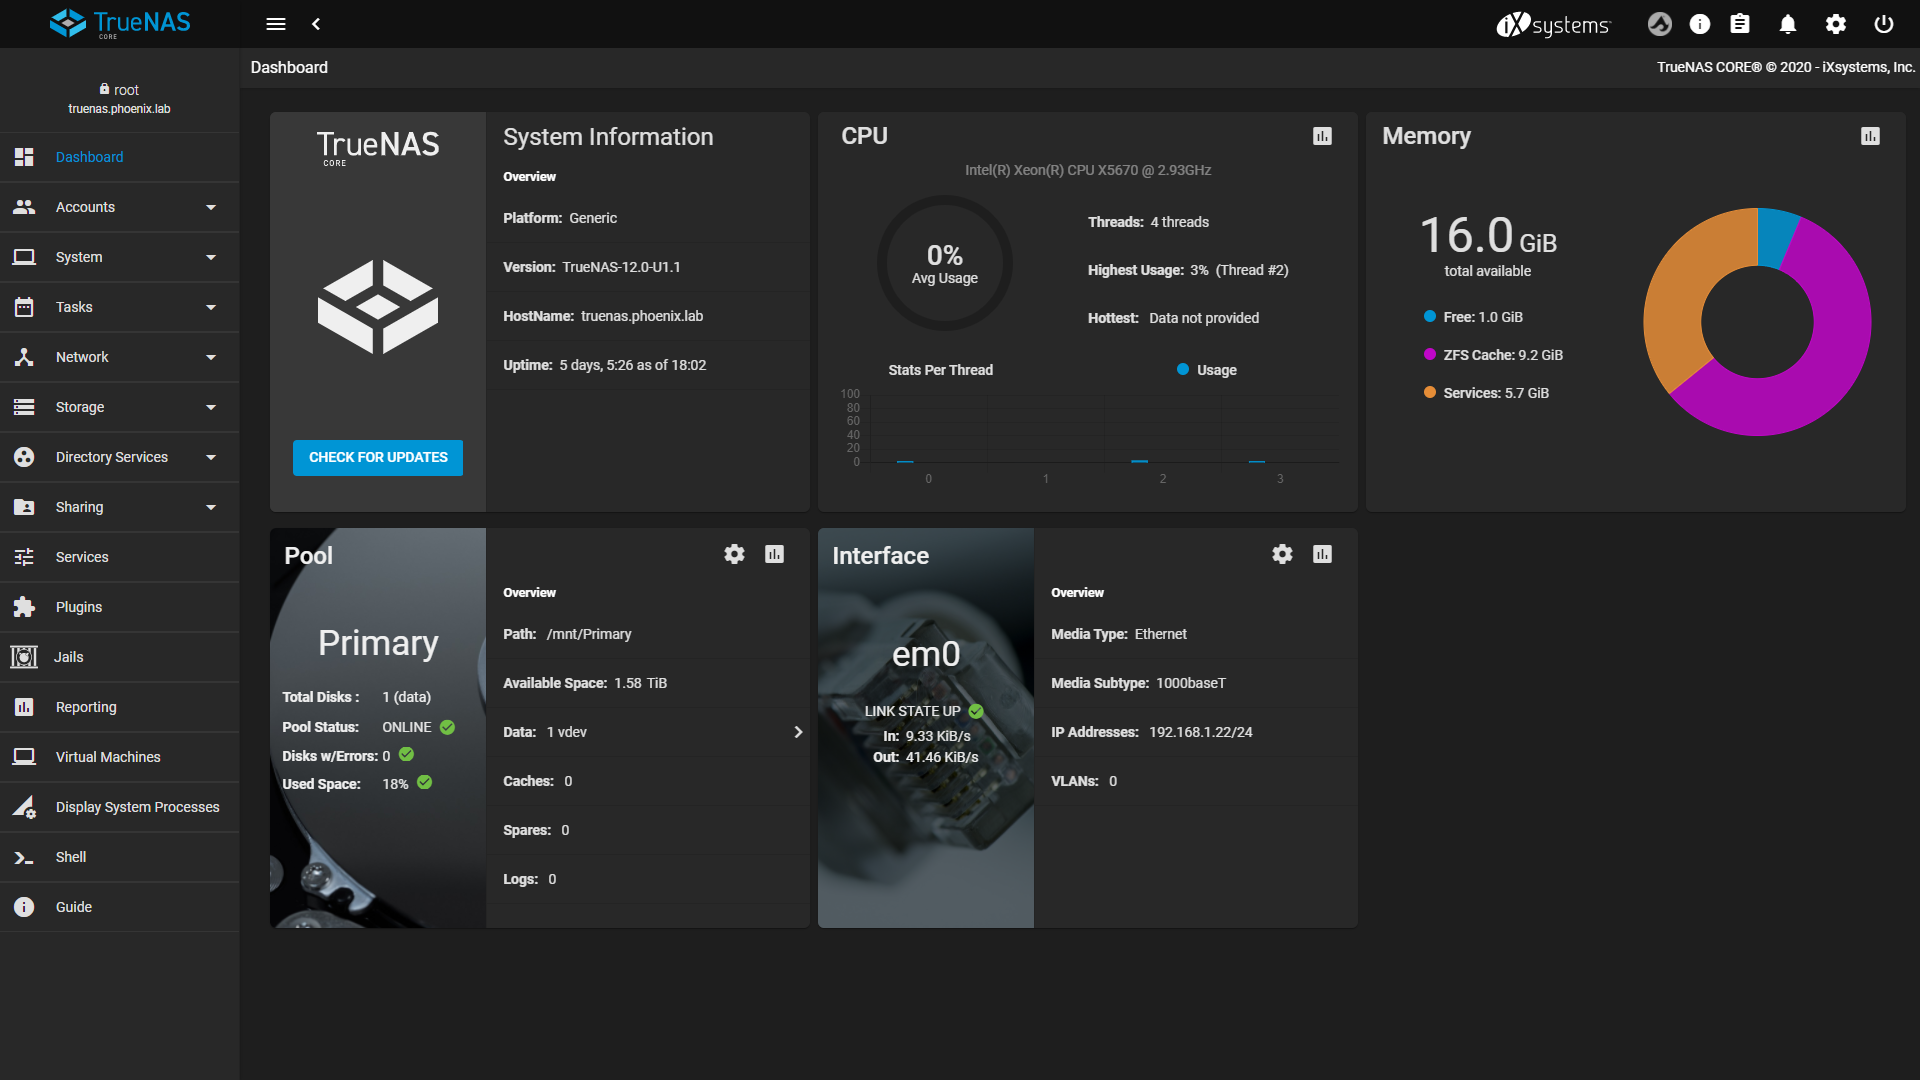 TrueNAS
CORE
iXsystems
Dashboard
TrueNAS CORE® © 2020 - iXsystems, Inc.
root
truenas.phoenix.lab
Dashboard
Accounts
System
Tasks
Network
Storage
Directory Services
Sharing
Services
Plugins
Jails
Reporting
Virtual Machines
Display System Processes
Shell
Guide
TrueNAS
CORE
CHECK FOR UPDATES
System Information
Overview
Platform: Generic
Version: TrueNAS-12.0-U1.1
HostName: truenas.phoenix.lab
Uptime: 5 days, 5:26 as of 18:02
CPU
Intel(R) Xeon(R) CPU X5670 @ 2.93GHz
0%
Avg Usage
Threads: 4 threads
Highest Usage: 3% (Thread #2)
Hottest: Data not provided
Stats Per Thread
Usage
100
80
60
40
20
0
0 1 2 3
Memory
16.0 GiB
total available
Free: 1.0 GiB
ZFS Cache: 9.2 GiB
Services: 5.7 GiB
Pool
Primary
Total Disks : 1 (data)
Pool Status: ONLINE
Disks w/Errors: 0
Used Space: 18%
Overview
Path: /mnt/Primary
Available Space: 1.58 TiB
Data: 1 vdev
Caches: 0
Spares: 0
Logs: 0
Interface
em0
LINK STATE UP
In: 9.33 KiB/s
Out: 41.46 KiB/s
Overview
Media Type: Ethernet
Media Subtype: 1000baseT
IP Addresses: 192.168.1.22/24
VLANs: 0